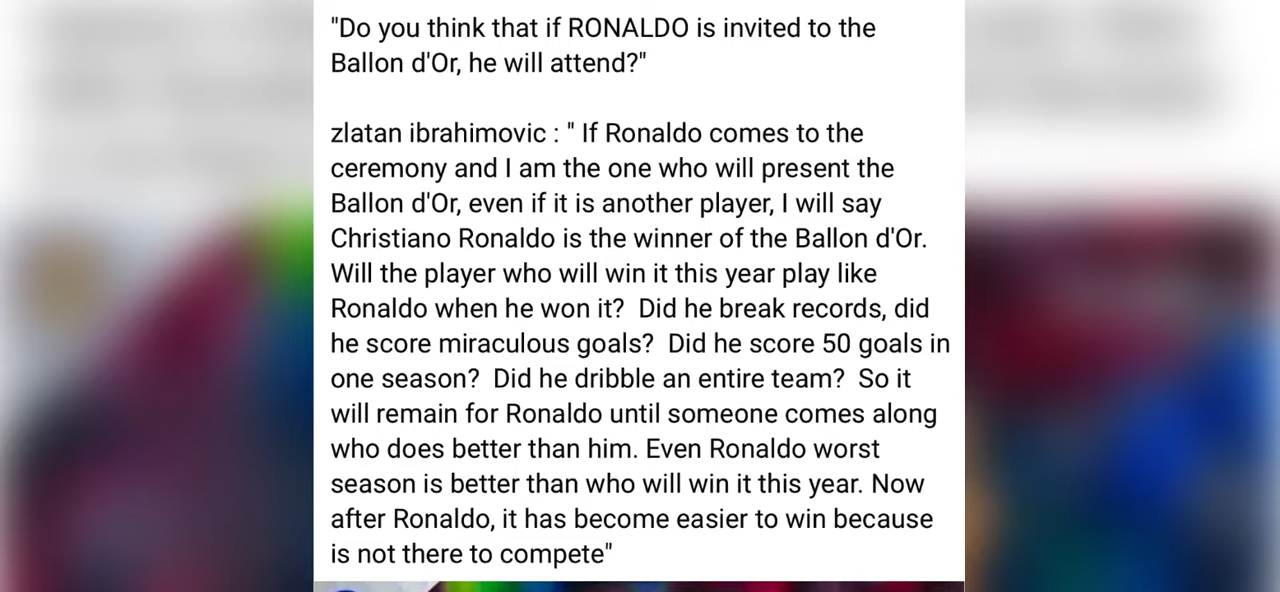 "Do you think that if RONALDO is invited to the
Ballon d'Or, he will attend?"
zlatan ibrahimovic : " If Ronaldo comes to the
ceremony and I am the one who will present the
Ballon d'Or, even if it is another player, I will say
Christiano Ronaldo is the winner of the Ballon d'Or.
Will the player who will win it this year play like
Ronaldo when he won it?  Did he break records, did
he score miraculous goals?  Did he score 50 goals in
one season?  Did he dribble an entire team?  So it
will remain for Ronaldo until someone comes along
who does better than him. Even Ronaldo worst
season is better than who will win it this year. Now
after Ronaldo, it has become easier to win because
is not there to compete"